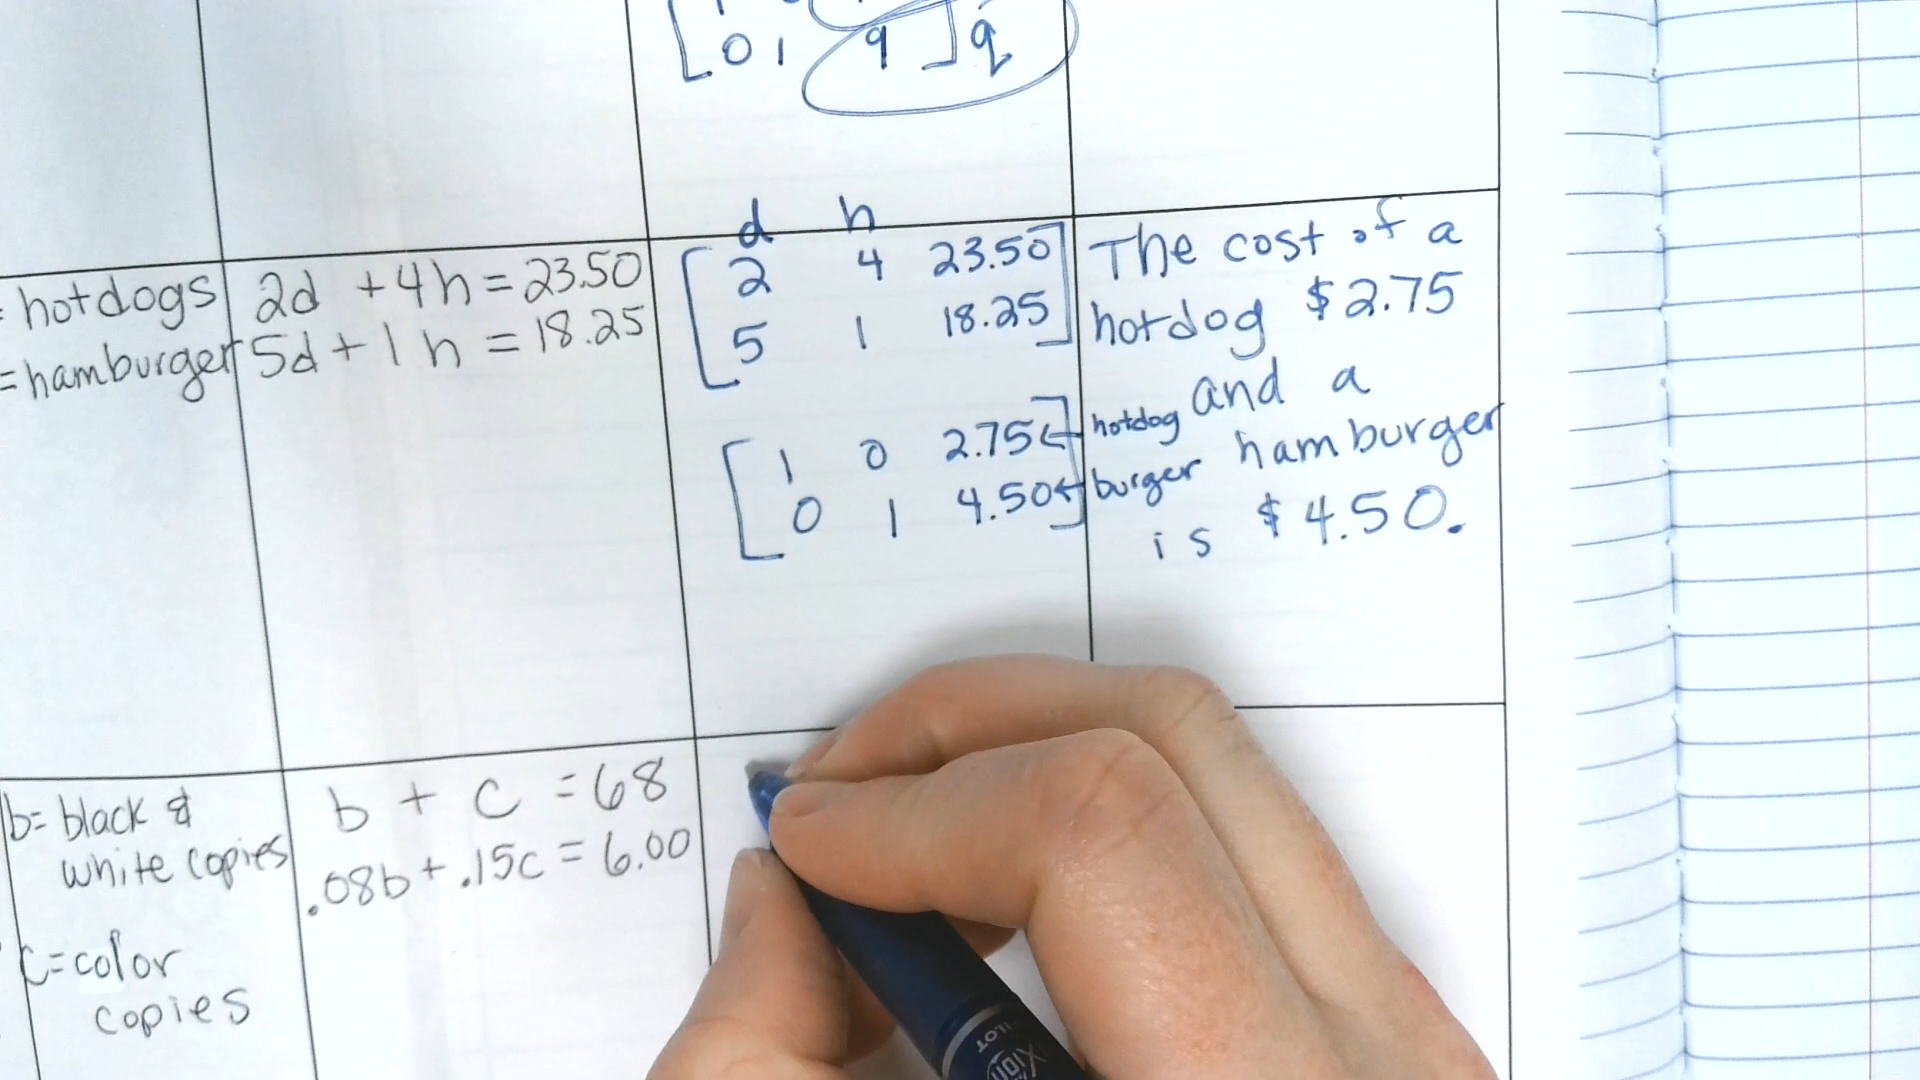 0 1 9 q
= hotdogs
= hamburger
2d + 4h = 23.50
5d + 1h = 18.25
d h
2 4 23.50
5 1 18.25
1 0 2.75 ← hotdog
0 1 4.50 ← burger
The cost of a
hotdog $2.75
and a
hamburger
is $4.50.
b= black &
white copies
c=color
copies
b + c = 68
.08b + .15c = 6.00
PILOT